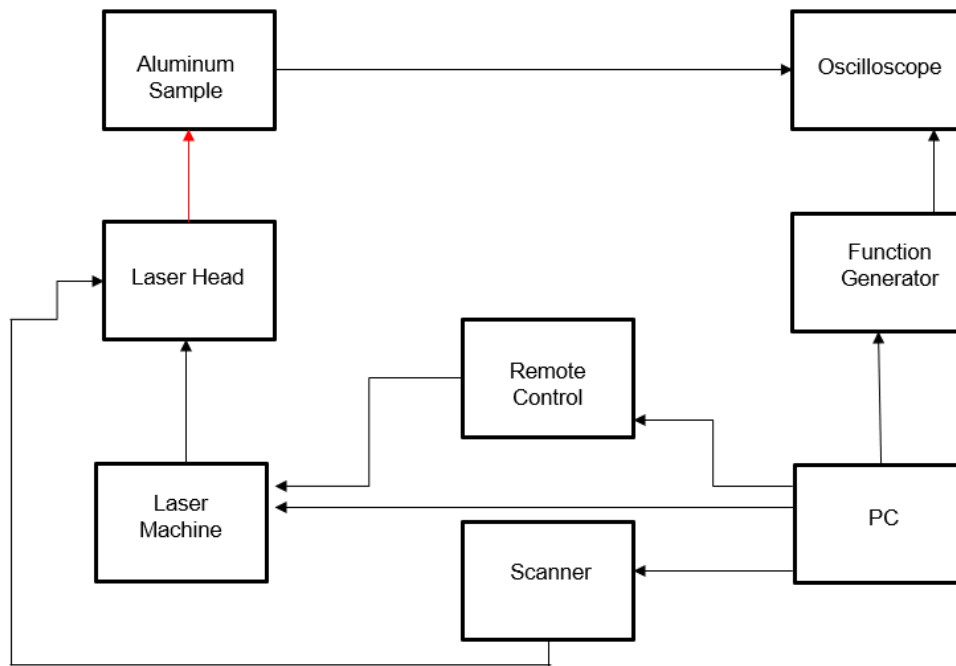 Aluminum
Sample
Oscilloscope
Laser Head
Function
Generator
Remote
Control
Laser
Machine
Scanner
PC